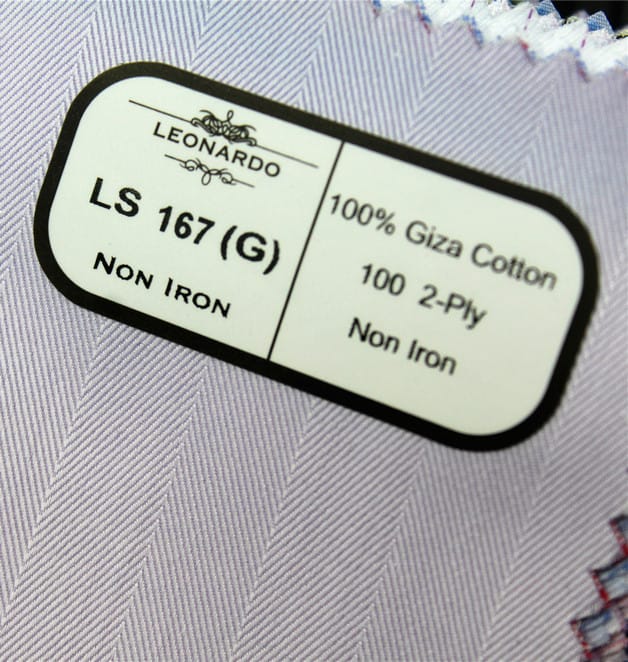 LEONARDO
LS 167 (G)
NON IRON
100% Giza Cotton
100 2-Ply
Non Iron